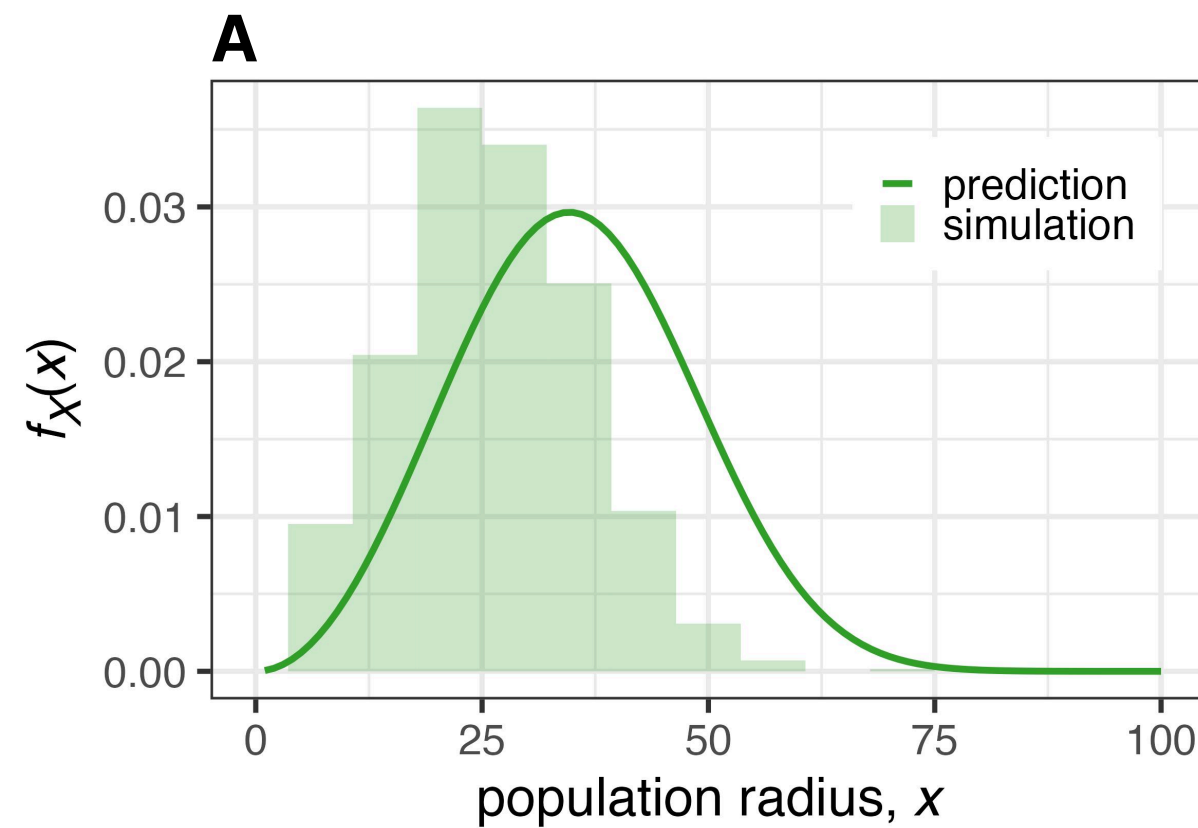 A
prediction
simulation
0.03
0.02
0.01
0.00
fX(x)
0 25 50 75 100
population radius, x